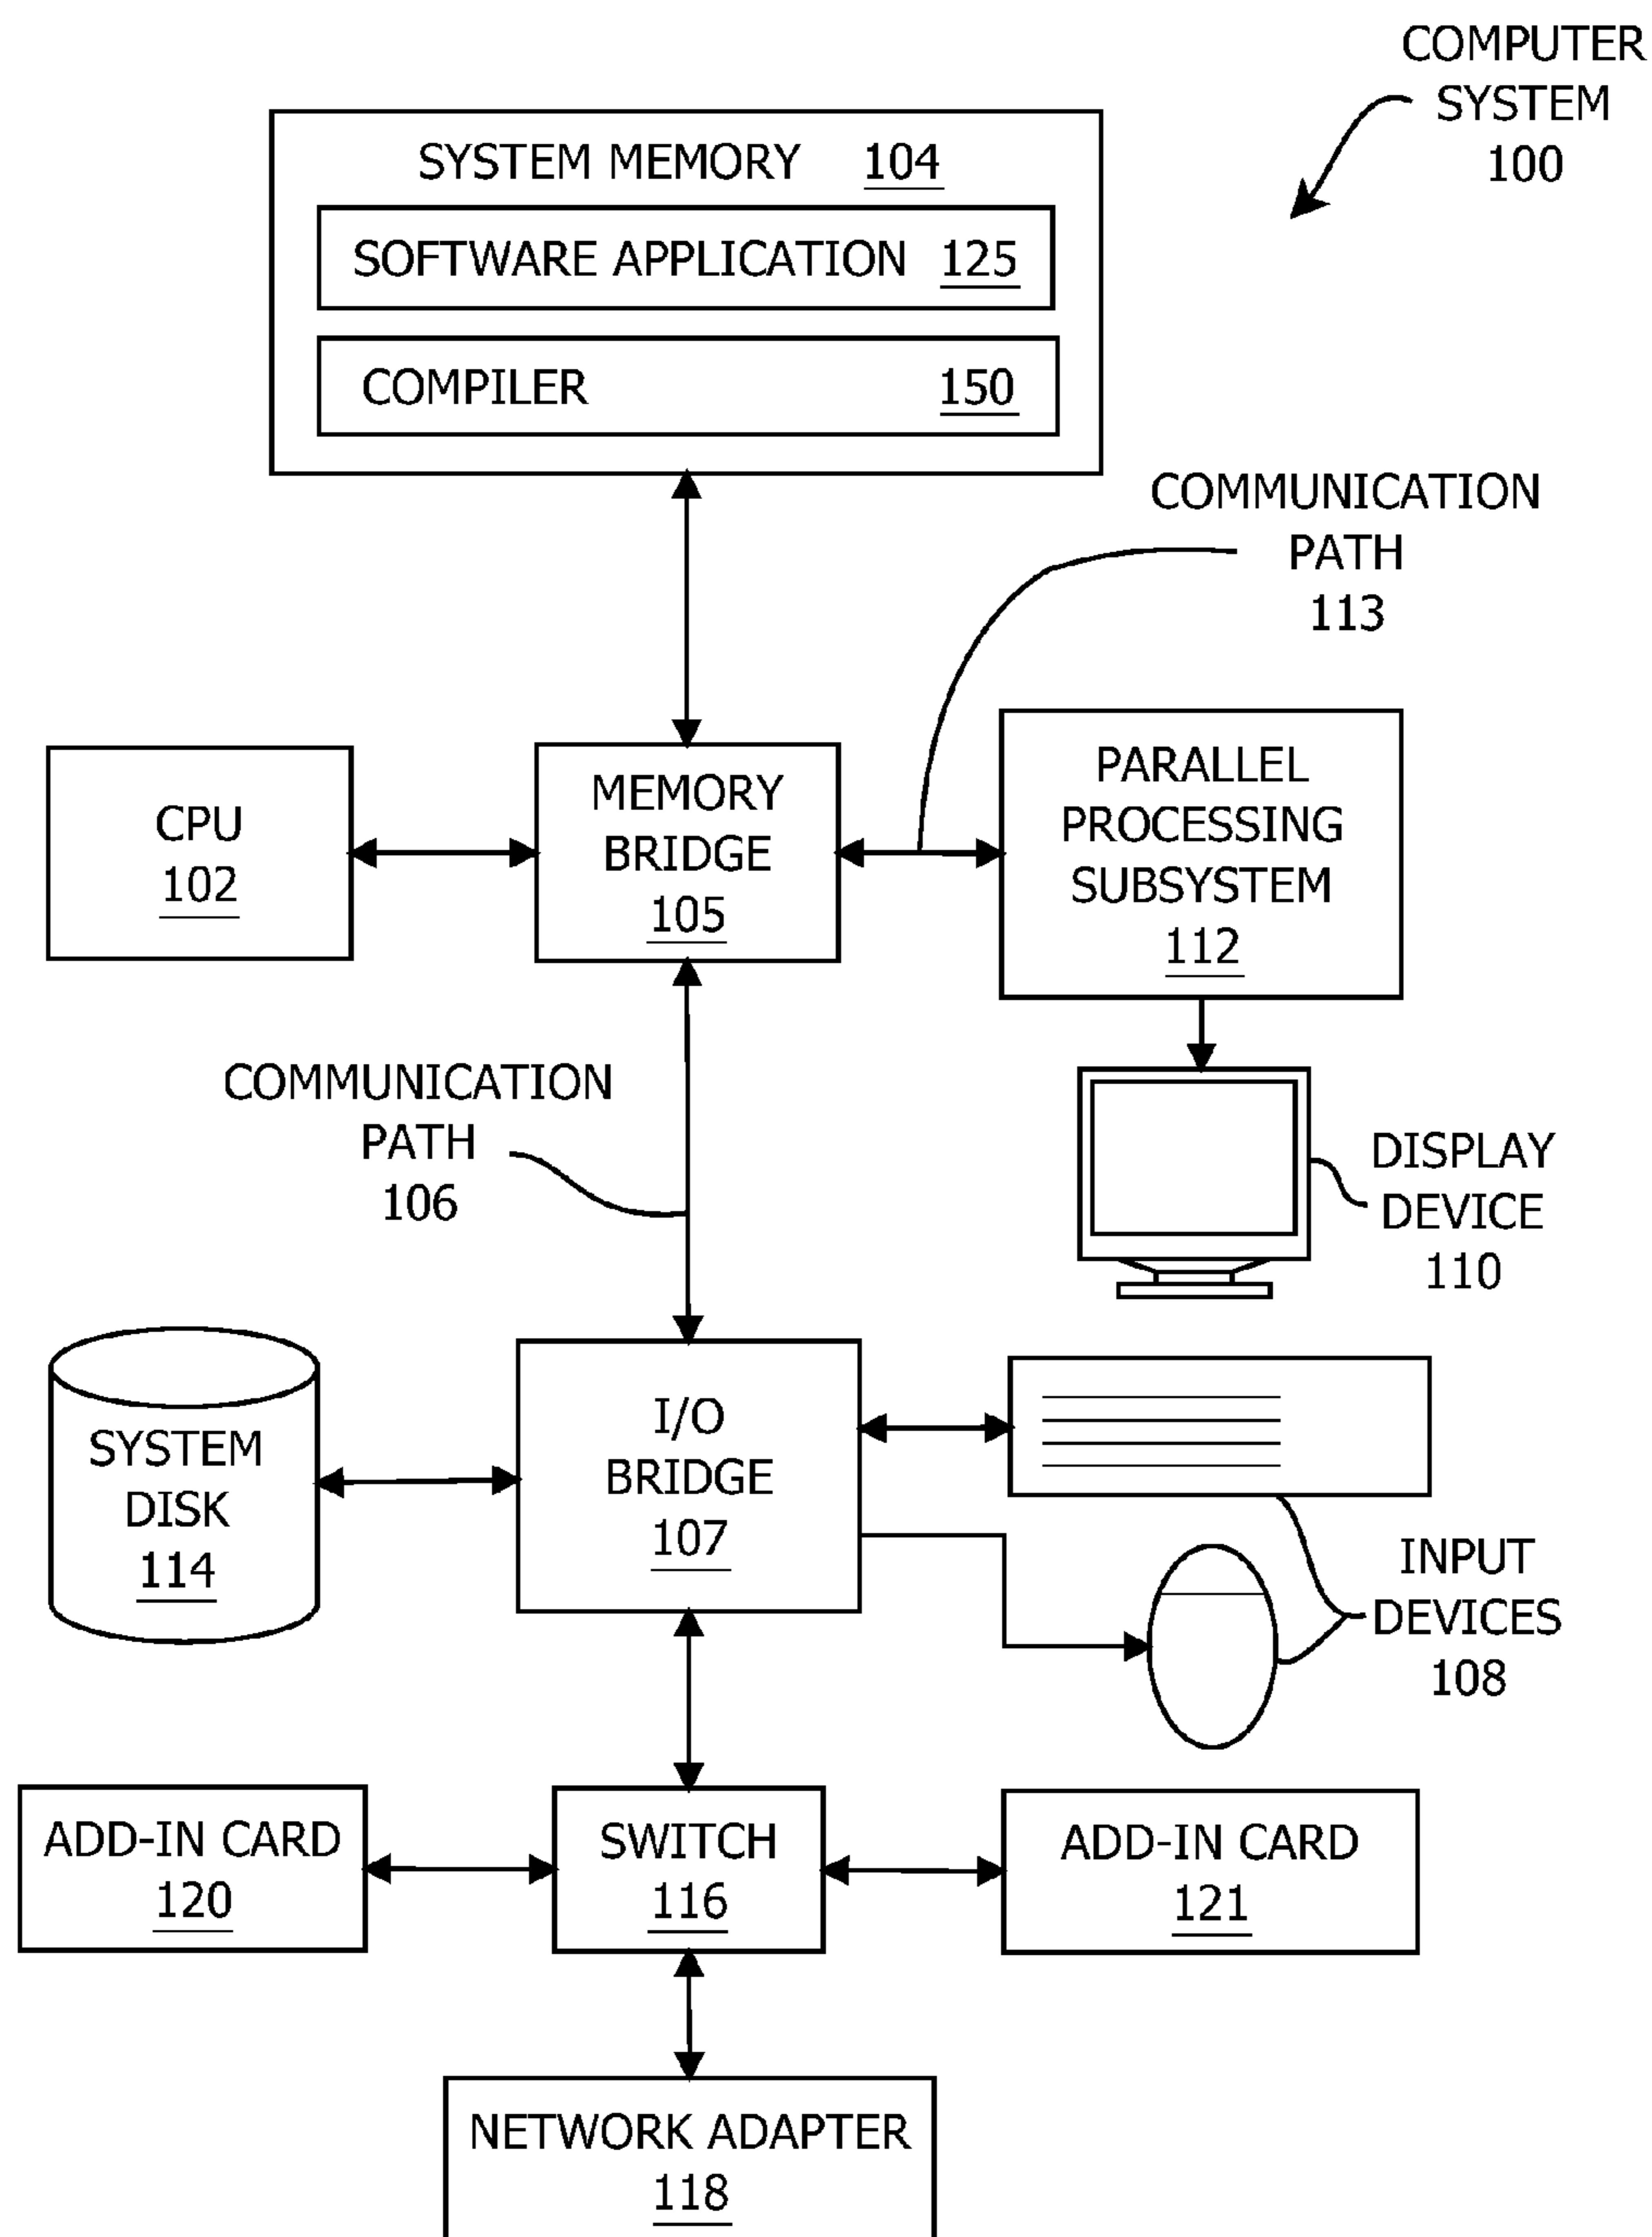 COMPUTER
SYSTEM
100
SYSTEM MEMORY 104
SOFTWARE APPLICATION 125
COMPILER 150
COMMUNICATION
PATH
113
CPU
102
MEMORY
BRIDGE
105
PARALLEL
PROCESSING
SUBSYSTEM
112
COMMUNICATION
PATH
106
DISPLAY
DEVICE
110
SYSTEM
DISK
114
I/O
BRIDGE
107
INPUT
DEVICES
108
ADD-IN CARD
120
SWITCH
116
ADD-IN CARD
121
NETWORK ADAPTER
118